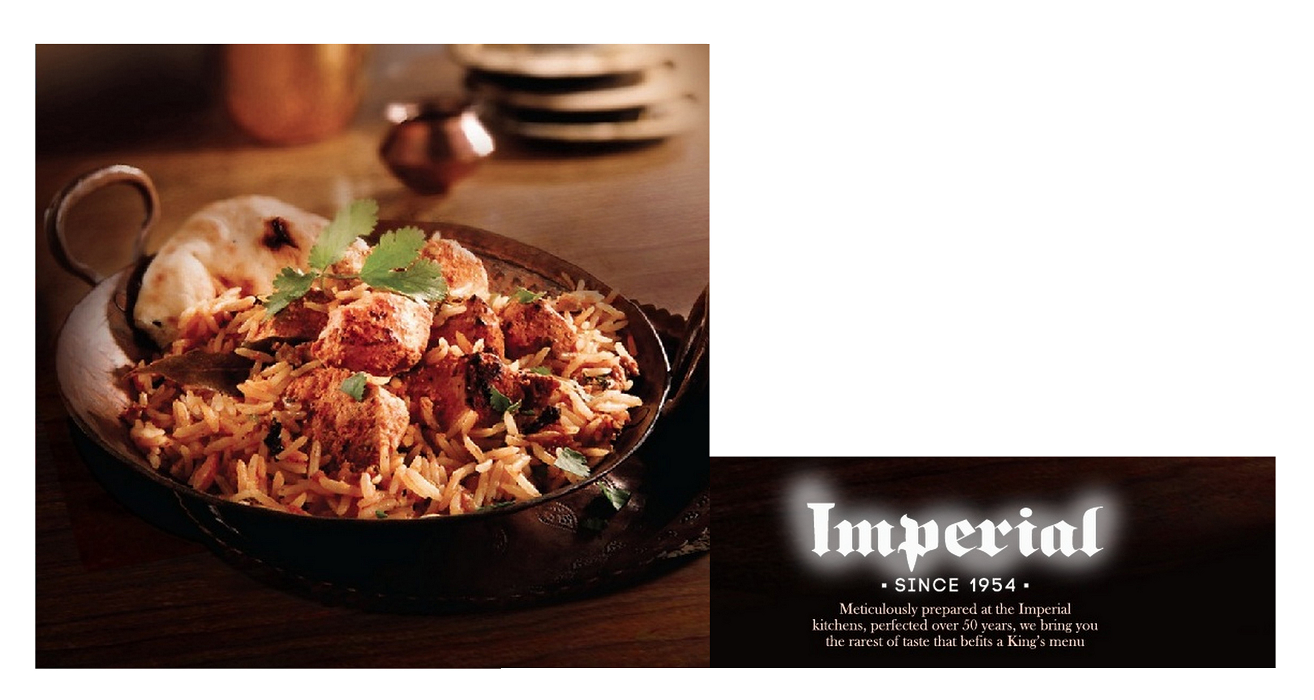 Imperial
· SINCE 1954 ·
Meticulously prepared at the Imperial
kitchens, perfected over 50 years, we bring you
the rarest of taste that befits a King's menu